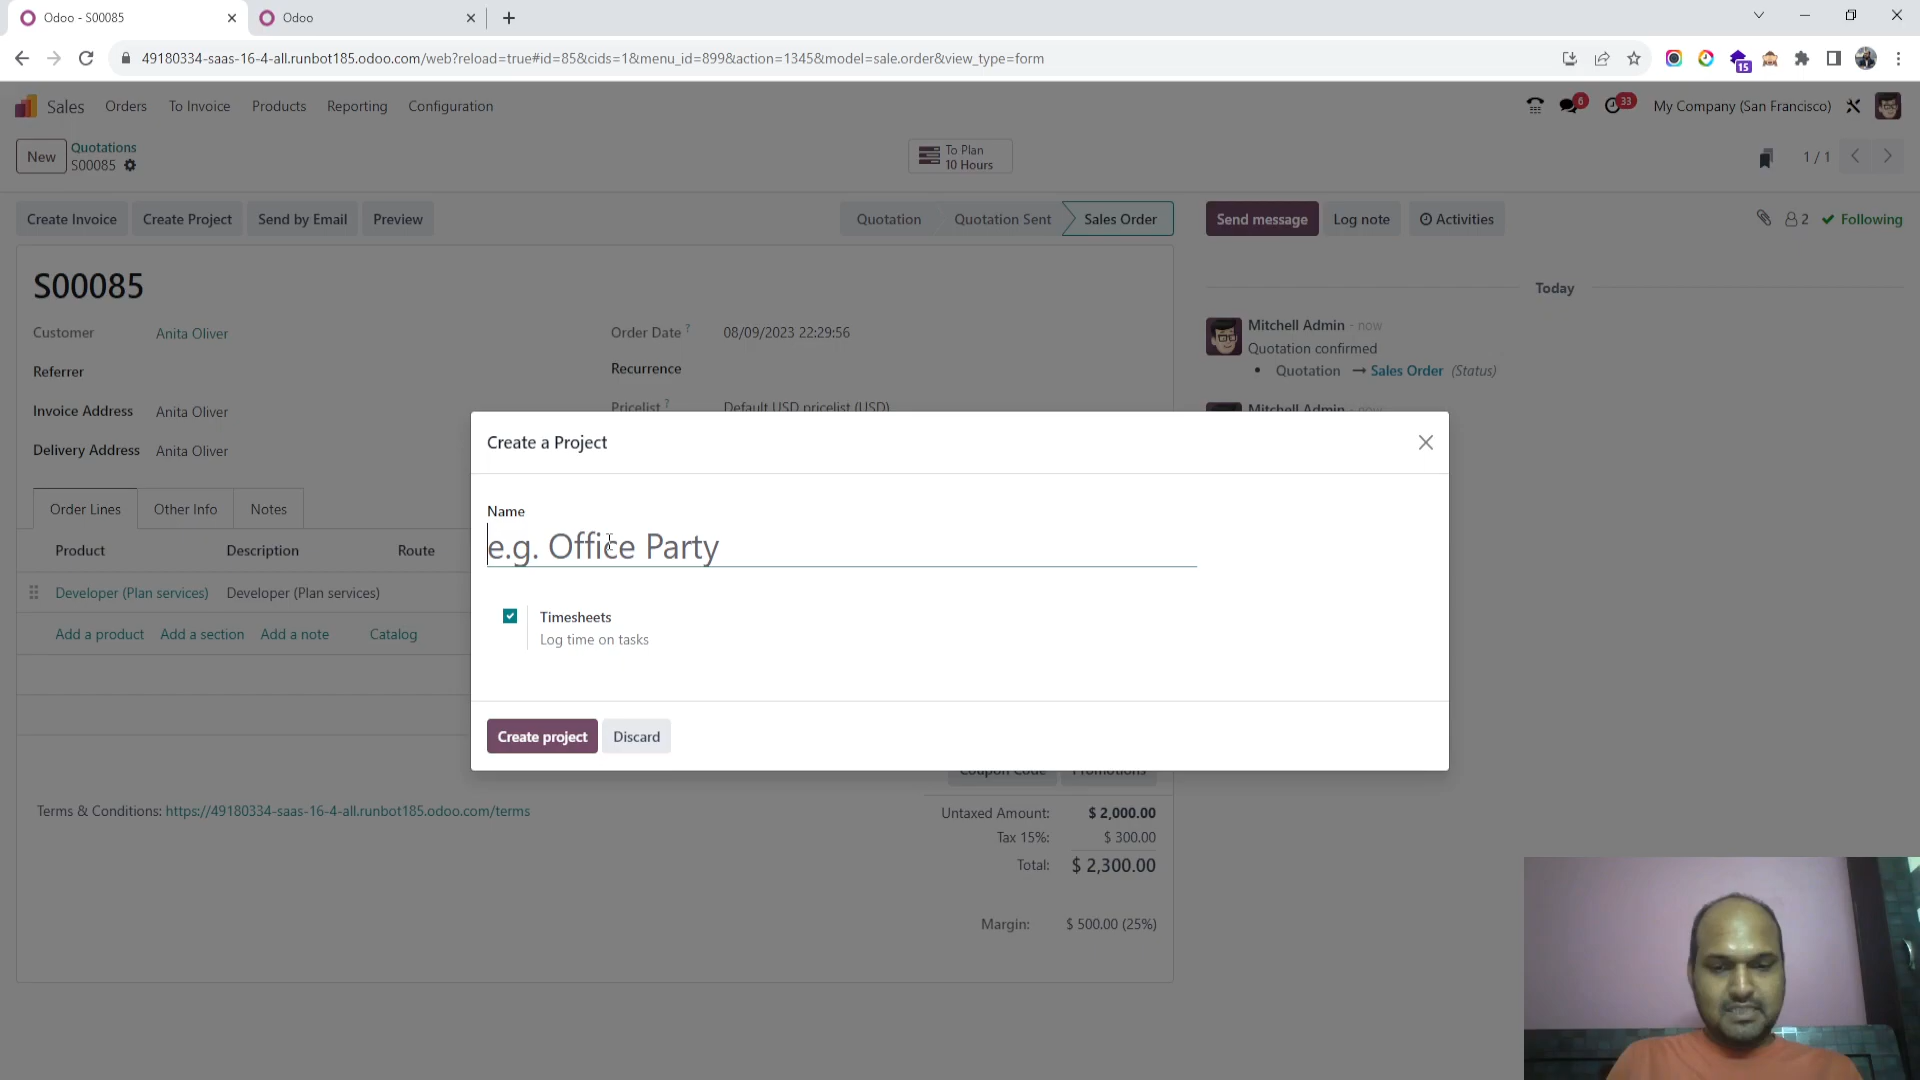 Odoo - S00085
Odoo
49180334-saas-16-4-all.runbot185.odoo.com/web?reload=true#id=85&cids=1&menu_id=899&action=1345&model=sale.order&view_type=form
15
Sales Orders To Invoice Products Reporting Configuration
6 33 My Company (San Francisco)
New Quotations
S00085
To Plan
10 Hours
1 / 1
Create Invoice Create Project Send by Email Preview
Quotation Quotation Sent Sales Order
Send message Log note Activities 2 Following
S00085
Today
Customer Anita Oliver
Order Date ? 08/09/2023 22:29:56
Mitchell Admin - now
Quotation confirmed
Quotation → Sales Order (Status)
Referrer
Recurrence
Invoice Address Anita Oliver
Pricelist ? Default USD pricelist (USD)
Mitchell Admin - now
Delivery Address Anita Oliver
Create a Project
Name
e.g. Office Party
Timesheets
Log time on tasks
Create project Discard
Order Lines Other Info Notes
Product Description Route
Developer (Plan services) Developer (Plan services)
Add a product Add a section Add a note Catalog
Coupon Code Promotions
Terms & Conditions: https://49180334-saas-16-4-all.runbot185.odoo.com/terms
Untaxed Amount: $ 2,000.00
Tax 15%: $ 300.00
Total: $ 2,300.00
Margin: $ 500.00 (25%)